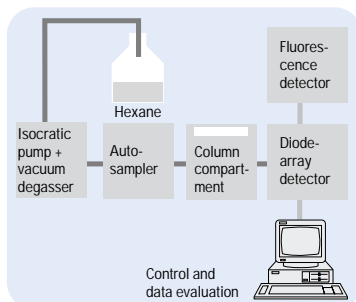 Hexane
Isocratic
pump +
vacuum
degasser
Auto-
sampler
Column
compart-
ment
Fluores-
cence
detector
Diode-
array
detector
Control and
data evaluation